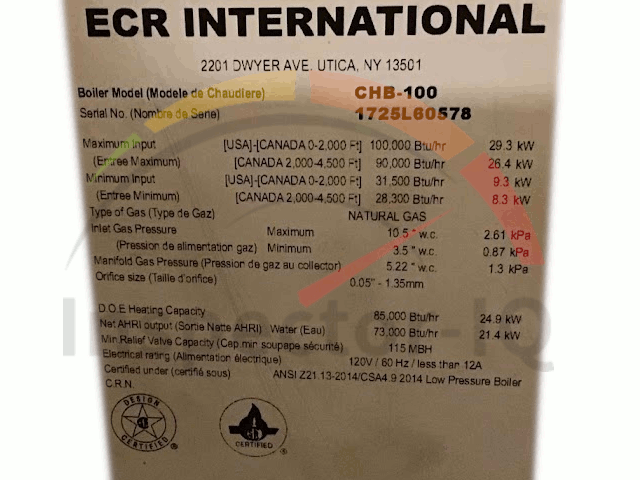 ECR INTERNATIONAL
2201 DWYER AVE. UTICA, NY 13501
Boiler Model (Modele de Chaudiere) CHB-100
Serial No. (Nombre de Serie) 1725L60578
Maximum Input [USA]-[CANADA 0-2,000 Ft] 100,000 Btu/hr 29.3 kW
(Entree Maximum) [CANADA 2,000-4,500 Ft] 90,000 Btu/hr 26.4 kW
Minimum Input [USA]-[CANADA 0-2,000 Ft] 31,500 Btu/hr 9.3 kW
(Entree Minimum) [CANADA 2,000-4,500 Ft] 28,300 Btu/hr 8.3 kW
Type of Gas (Type de Gaz) NATURAL GAS
Inlet Gas Pressure Maximum 10.5 " w.c. 2.61 kPa
(Pression de alimentation gaz) Minimum 3.5 " w.c. 0.87 kPa
Manifold Gas Pressure (Pression de gaz au collector) 5.22 " w.c. 1.3 kPa
Orifice size (Taille d'orifice) 0.05" - 1.35mm
D.O.E Heating Capacity 85,000 Btu/hr 24.9 kW
Net AHRI output (Sortie Nette AHRI) Water (Eau) 73,000 Btu/hr 21.4 kW
Min.Relief Valve Capacity (Cap min soupape sécurité) 115 MBH
Electrical rating (Alimentation électrique) 120V / 60 Hz / less than 12A
Certified under (certifié sous) ANSI Z21.13-2014/CSA4.9 2014 Low Pressure Boiler
C.R.N.
DESIGN CERTIFIED
CERTIFIED
Inspector-IQ